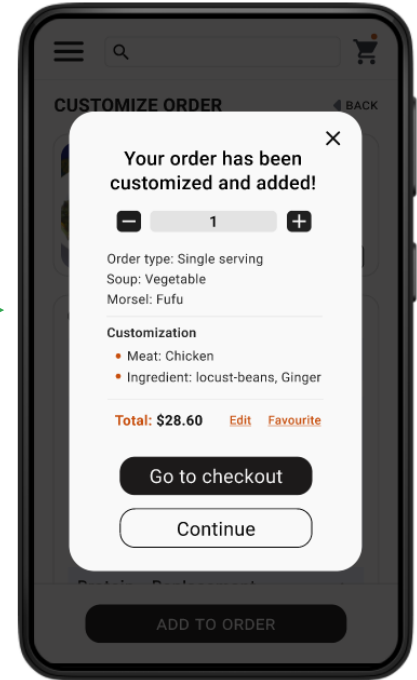 CUSTOMIZE ORDER
BACK
Your order has been
customized and added!
1
Order type: Single serving
Soup: Vegetable
Morsel: Fufu
Customization
Meat: Chicken
Ingredient: locust-beans, Ginger
Total: $28.60 Edit Favourite
Go to checkout
Continue
ADD TO ORDER